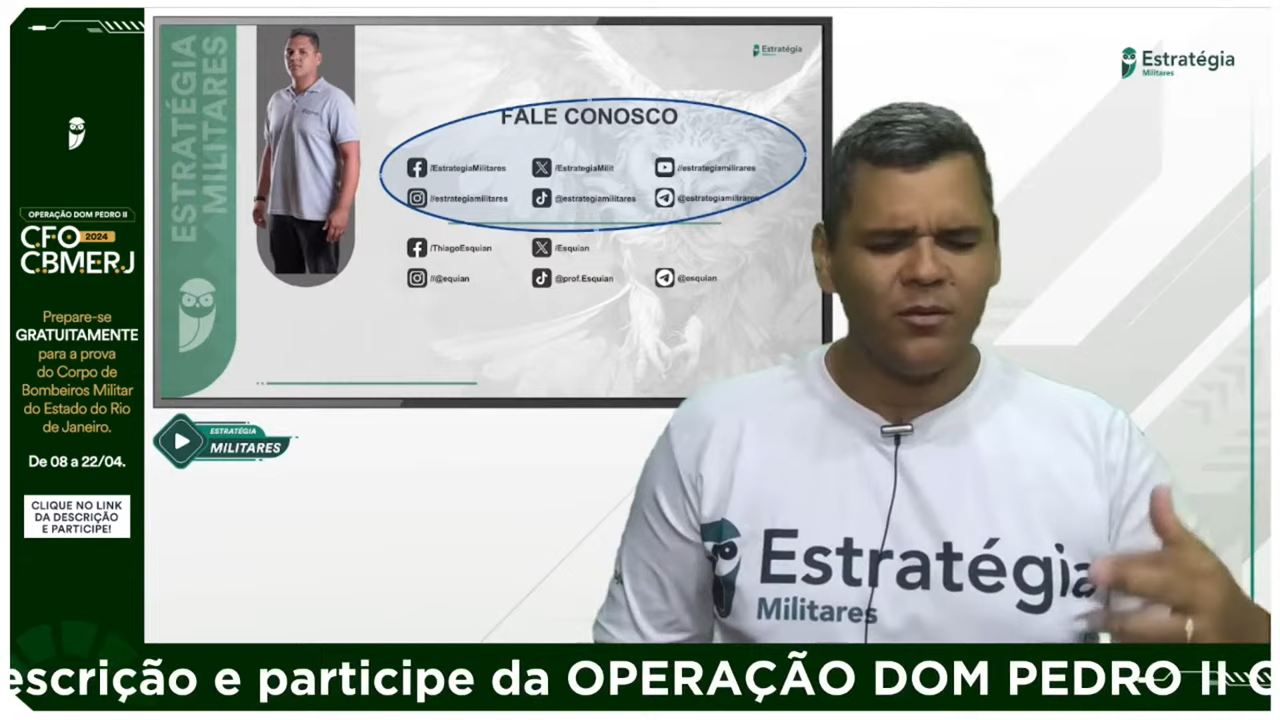 OPERAÇÃO DOM PEDRO II
CFO 2024
CBMERJ
Prepare-se
GRATUITAMENTE
para a prova
do Corpo de
Bombeiros Militar
do Estado do Rio
de Janeiro.
De 08 a 22/04.
CLIQUE NO LINK
DA DESCRIÇÃO
E PARTICIPE!
ESTRATÉGIA
MILITARES
Estratégia
FALE CONOSCO
/EstrategiaMilitares /EstrategiaMilit //estrategiamilirares
//estrategiamilitares @estrategiamilitares @estrategiamilirares
/ThiagoEsquian /Esquian
//@equian @prof.Esquian @esquian
ESTRATÉGIA
MILITARES
Estratégia
Militares
Estratégia
Militares
escrição e participe da OPERAÇÃO DOM PEDRO II C